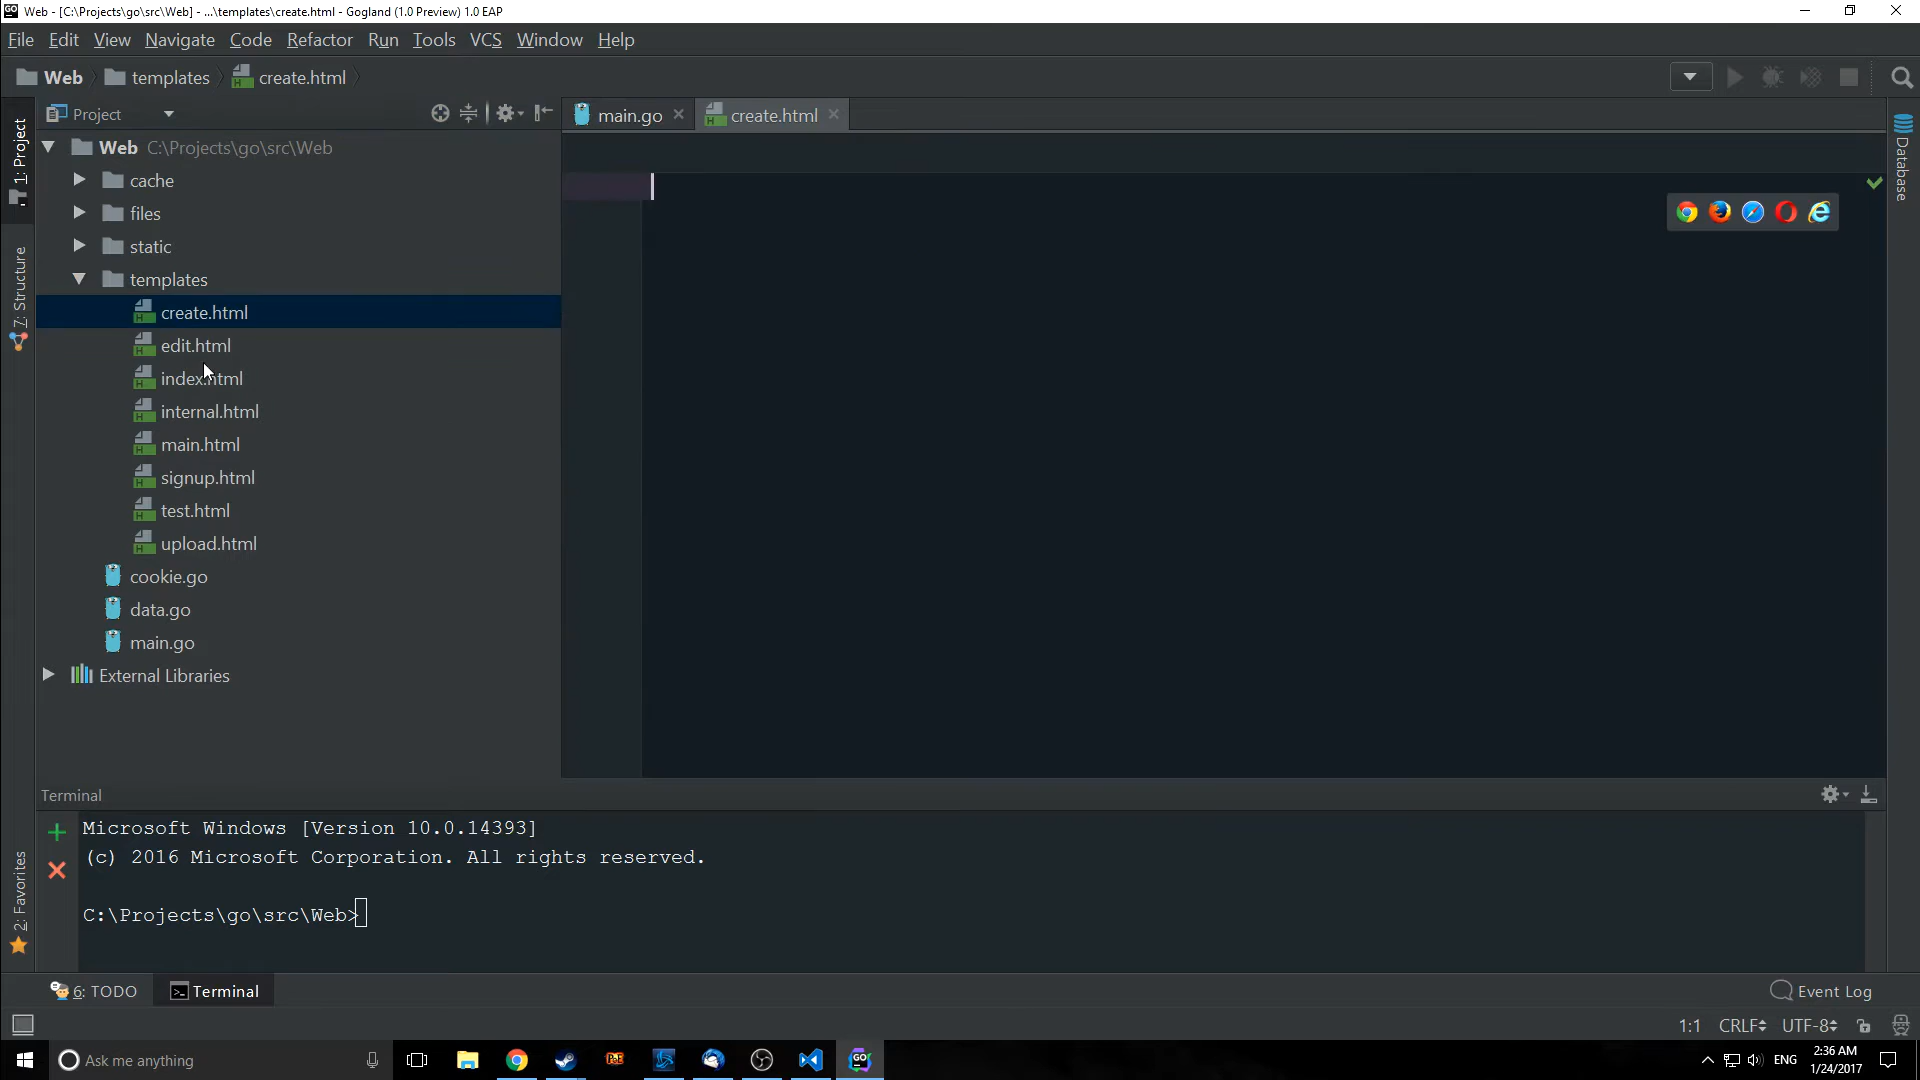 Web - [C:\Projects\go\src\Web] - ...\templates\create.html - Gogland (1.0 Preview) 1.0 EAP
File Edit View Navigate Code Refactor Run Tools VCS Window Help
Web templates create.html
Project
main.go
create.html
1: Project
Web C:\Projects\go\src\Web
cache
files
static
templates
create.html
edit.html
index.html
internal.html
main.html
signup.html
test.html
upload.html
cookie.go
data.go
main.go
External Libraries
Z: Structure
2: Favorites
Database
Terminal
Microsoft Windows [Version 10.0.14393]
(c) 2016 Microsoft Corporation. All rights reserved.
C:\Projects\go\src\Web>
6: TODO
Terminal
Event Log
1:1 CRLF UTF-8
Ask me anything
ENG
2:36 AM
1/24/2017